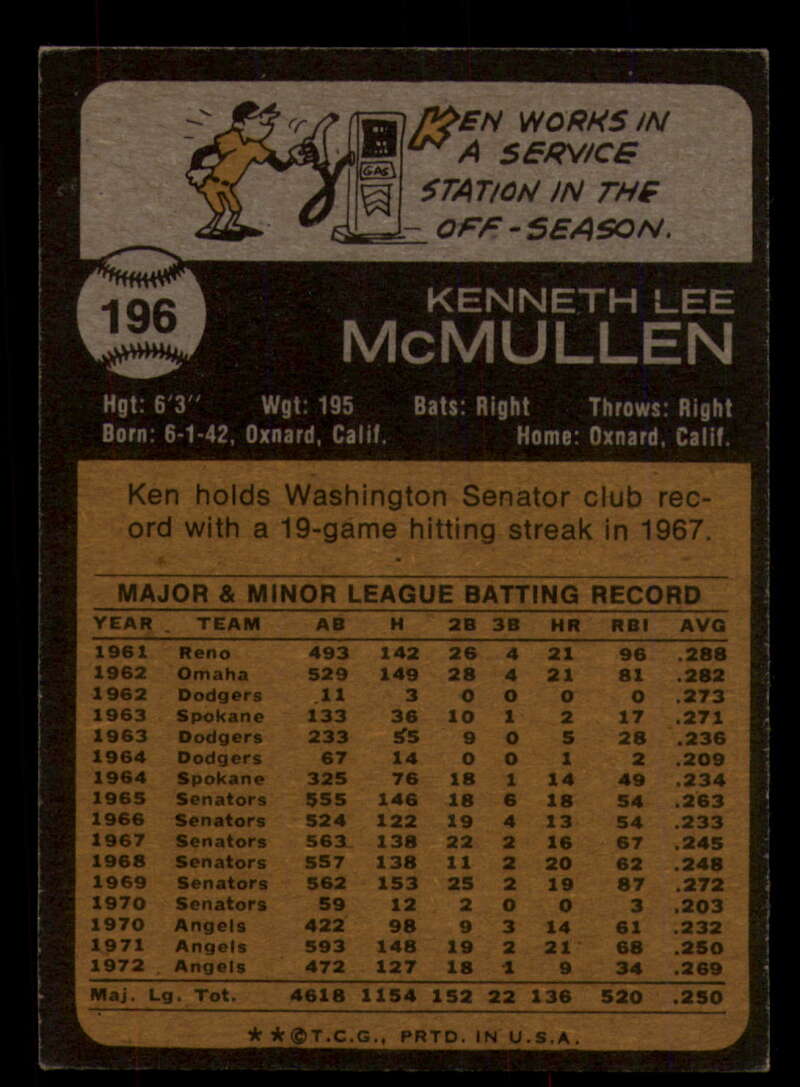 KEN WORKS IN
A SERVICE
STATION IN THE
OFF-SEASON.
GAS
196
KENNETH LEE
McMULLEN
Hgt: 6'3" Wgt: 195 Bats: Right Throws: Right
Born: 6-1-42, Oxnard, Calif. Home: Oxnard, Calif.
Ken holds Washington Senator club rec-
ord with a 19-game hitting streak in 1967.
MAJOR & MINOR LEAGUE BATTING RECORD
YEAR TEAM AB H 2B 3B HR RBI AVG
1961 Reno 493 142 26 4 21 96 .288
1962 Omaha 529 149 28 4 21 81 .282
1962 Dodgers 11 3 0 0 0 0 .273
1963 Spokane 133 36 10 1 2 17 .271
1963 Dodgers 233 55 9 0 5 28 .236
1964 Dodgers 67 14 0 0 1 2 .209
1964 Spokane 325 76 18 1 14 49 .234
1965 Senators 555 146 18 6 18 54 .263
1966 Senators 524 122 19 4 13 54 .233
1967 Senators 563 138 22 2 16 67 .245
1968 Senators 557 138 11 2 20 62 .248
1969 Senators 562 153 25 2 19 87 .272
1970 Senators 59 12 2 0 0 3 .203
1970 Angels 422 98 9 3 14 61 .232
1971 Angels 593 148 19 2 21 68 .250
1972 Angels 472 127 18 1 9 34 .269
Maj. Lg. Tot. 4618 1154 152 22 136 520 .250
**©T.C.G., PRTD. IN U.S.A.